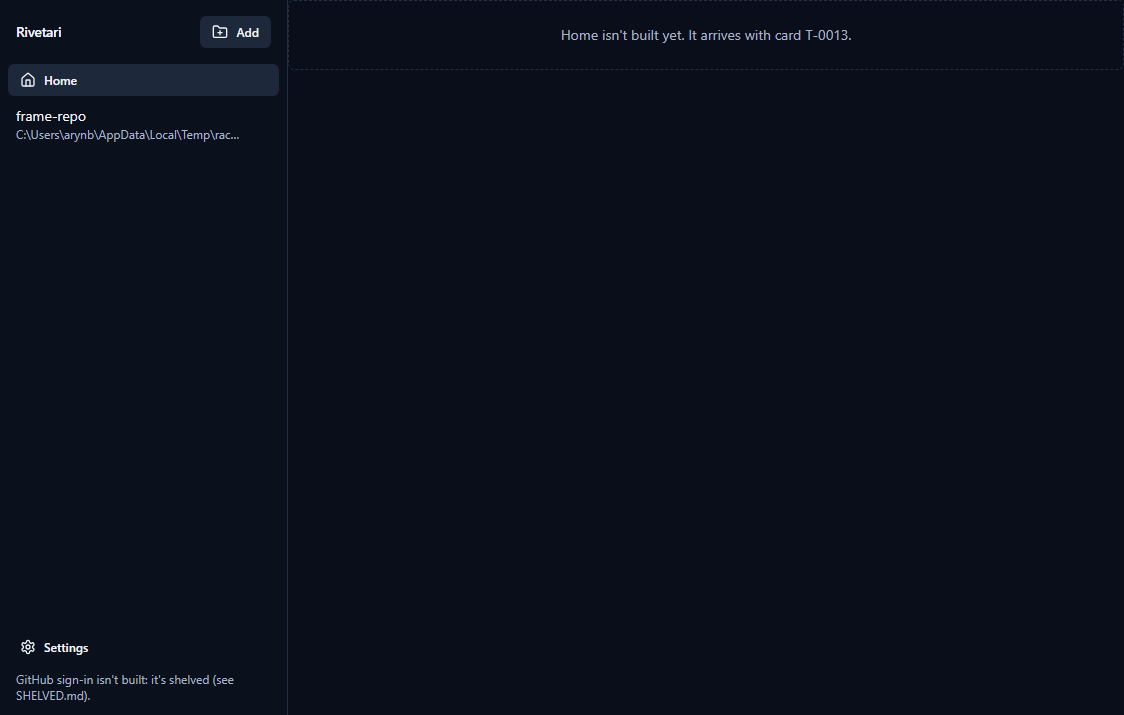 Rivetari
Add
Home isn't built yet. It arrives with card T-0013.
Home
frame-repo
C:\Users\arynb\AppData\Local\Temp\rac...
Settings
GitHub sign-in isn't built: it's shelved (see
SHELVED.md).